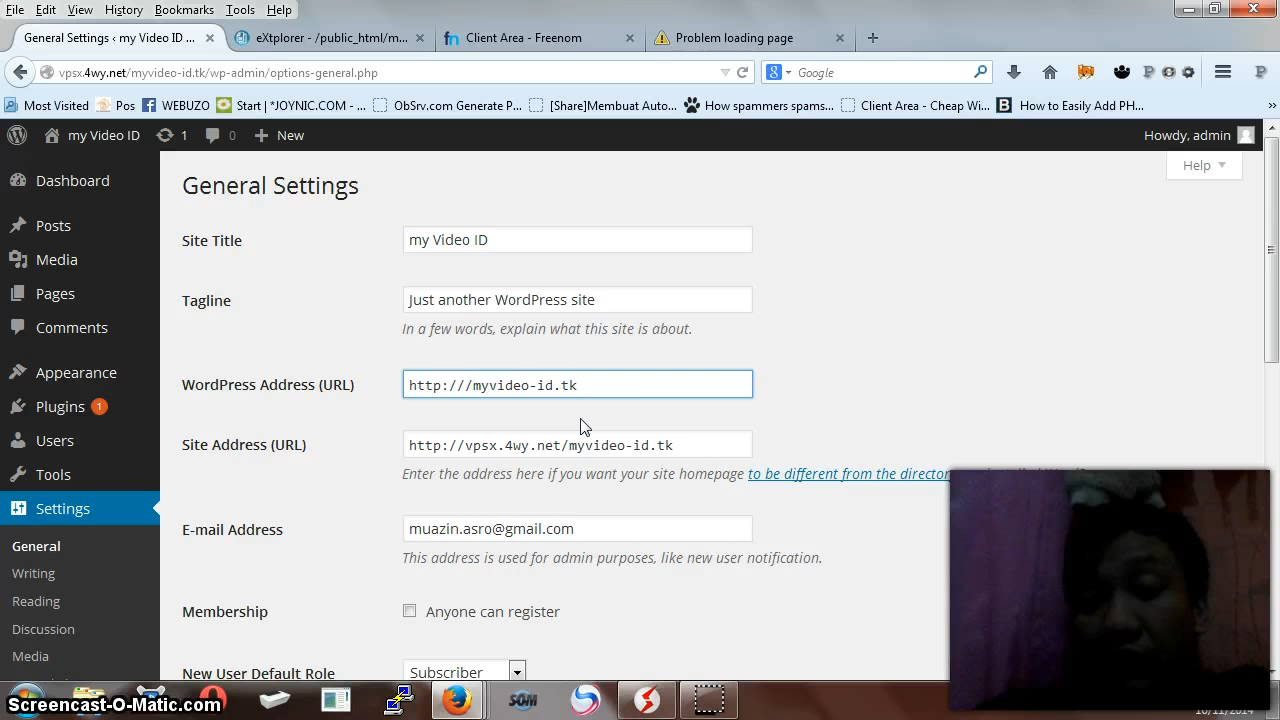 File Edit View History Bookmarks Tools Help
General Settings ‹ my Video ID ... × eXtplorer - /public_html/m... × Client Area - Freenom × Problem loading page × +
vpsx.4wy.net/myvideo-id.tk/wp-admin/options-general.php Google
Most Visited Pos WEBUZO Start | *JOYNIC.COM - ... ObSrv.com Generate P... [Share]Membuat Auto... How spammers spams... Client Area - Cheap Wi... How to Easily Add PH... »
my Video ID 1 0 + New Howdy, admin
Help
Dashboard
Posts
Media
Pages
Comments
Appearance
Plugins 1
Users
Tools
Settings
General
Writing
Reading
Discussion
Media
General Settings
Site Title my Video ID
Tagline Just another WordPress site
In a few words, explain what this site is about.
WordPress Address (URL) http:///myvideo-id.tk
Site Address (URL) http://vpsx.4wy.net/myvideo-id.tk
Enter the address here if you want your site homepage to be different from the director
E-mail Address muazin.asro@gmail.com
This address is used for admin purposes, like new user notification.
Membership Anyone can register
New User Default Role Subscriber
SOM
Screencast-O-Matic.com